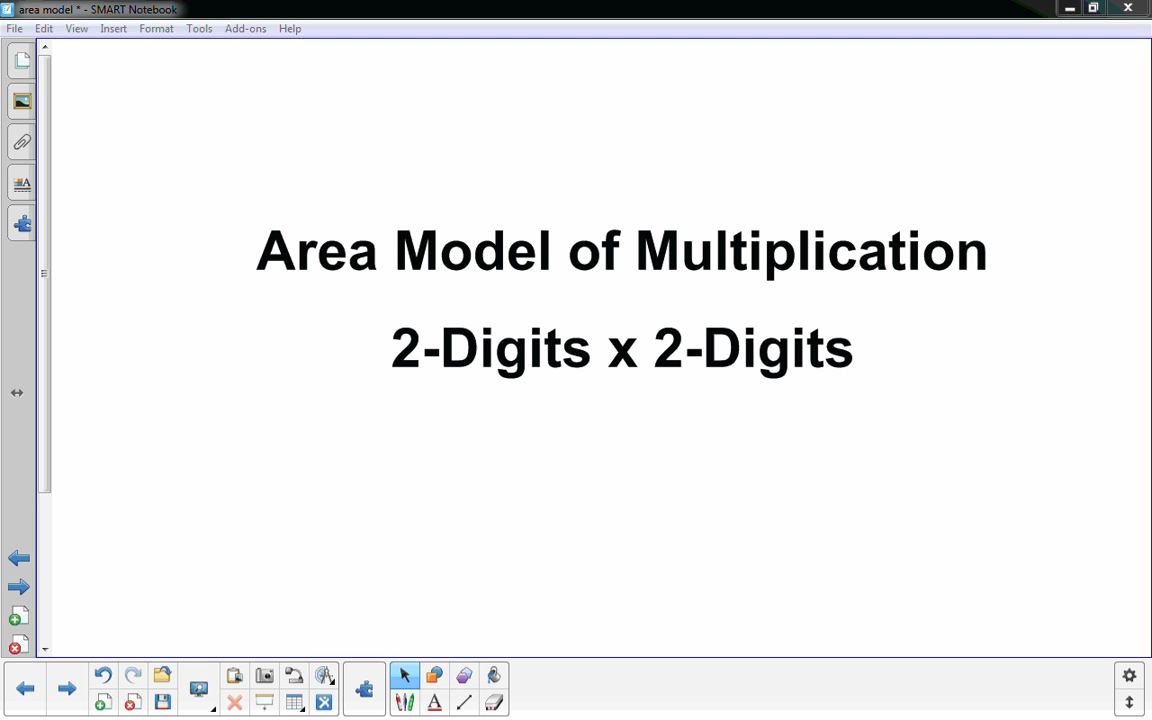 area model * - SMART Notebook
File Edit View Insert Format Tools Add-ons Help
Area Model of Multiplication
2-Digits x 2-Digits